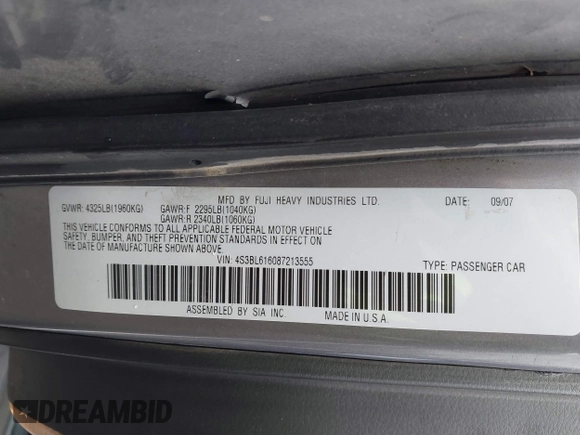 MFD BY FUJI HEAVY INDUSTRIES LTD. DATE: 09/07
GVWR: 4325LB(1960KG) GAWR:F 2295LB(1040KG)
GAWR:R 2340LB(1060KG)
THIS VEHICLE CONFORMS TO ALL APPLICABLE FEDERAL MOTOR VEHICLE
SAFETY, BUMPER, AND THEFT PREVENTION STANDARDS IN EFFECT ON
THE DATE OF MANUFACTURE SHOWN ABOVE.
VIN: 4S3BL616087213555 TYPE: PASSENGER CAR
ASSEMBLED BY SIA INC. MADE IN U.S.A.
DREAMBID